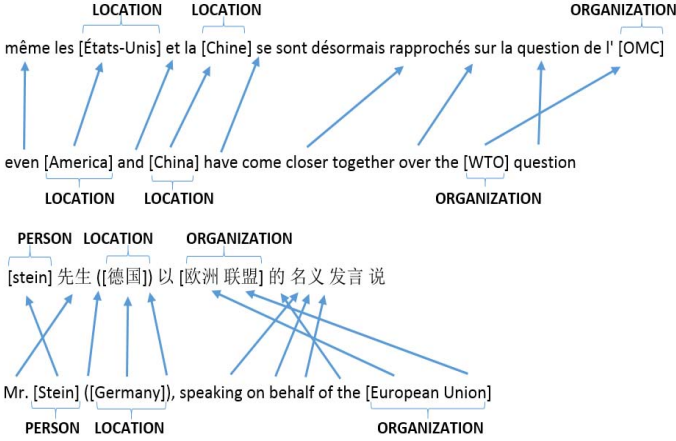 LOCATION LOCATION ORGANIZATION
même les [États-Unis] et la [Chine] se sont désormais rapprochés sur la question de l' [OMC]
even [America] and [China] have come closer together over the [WTO] question
LOCATION LOCATION ORGANIZATION
PERSON LOCATION ORGANIZATION
[stein] 先生 ([德国]) 以 [欧洲 联盟] 的 名义 发言 说
Mr. [Stein] ([Germany]), speaking on behalf of the [European Union]
PERSON LOCATION ORGANIZATION